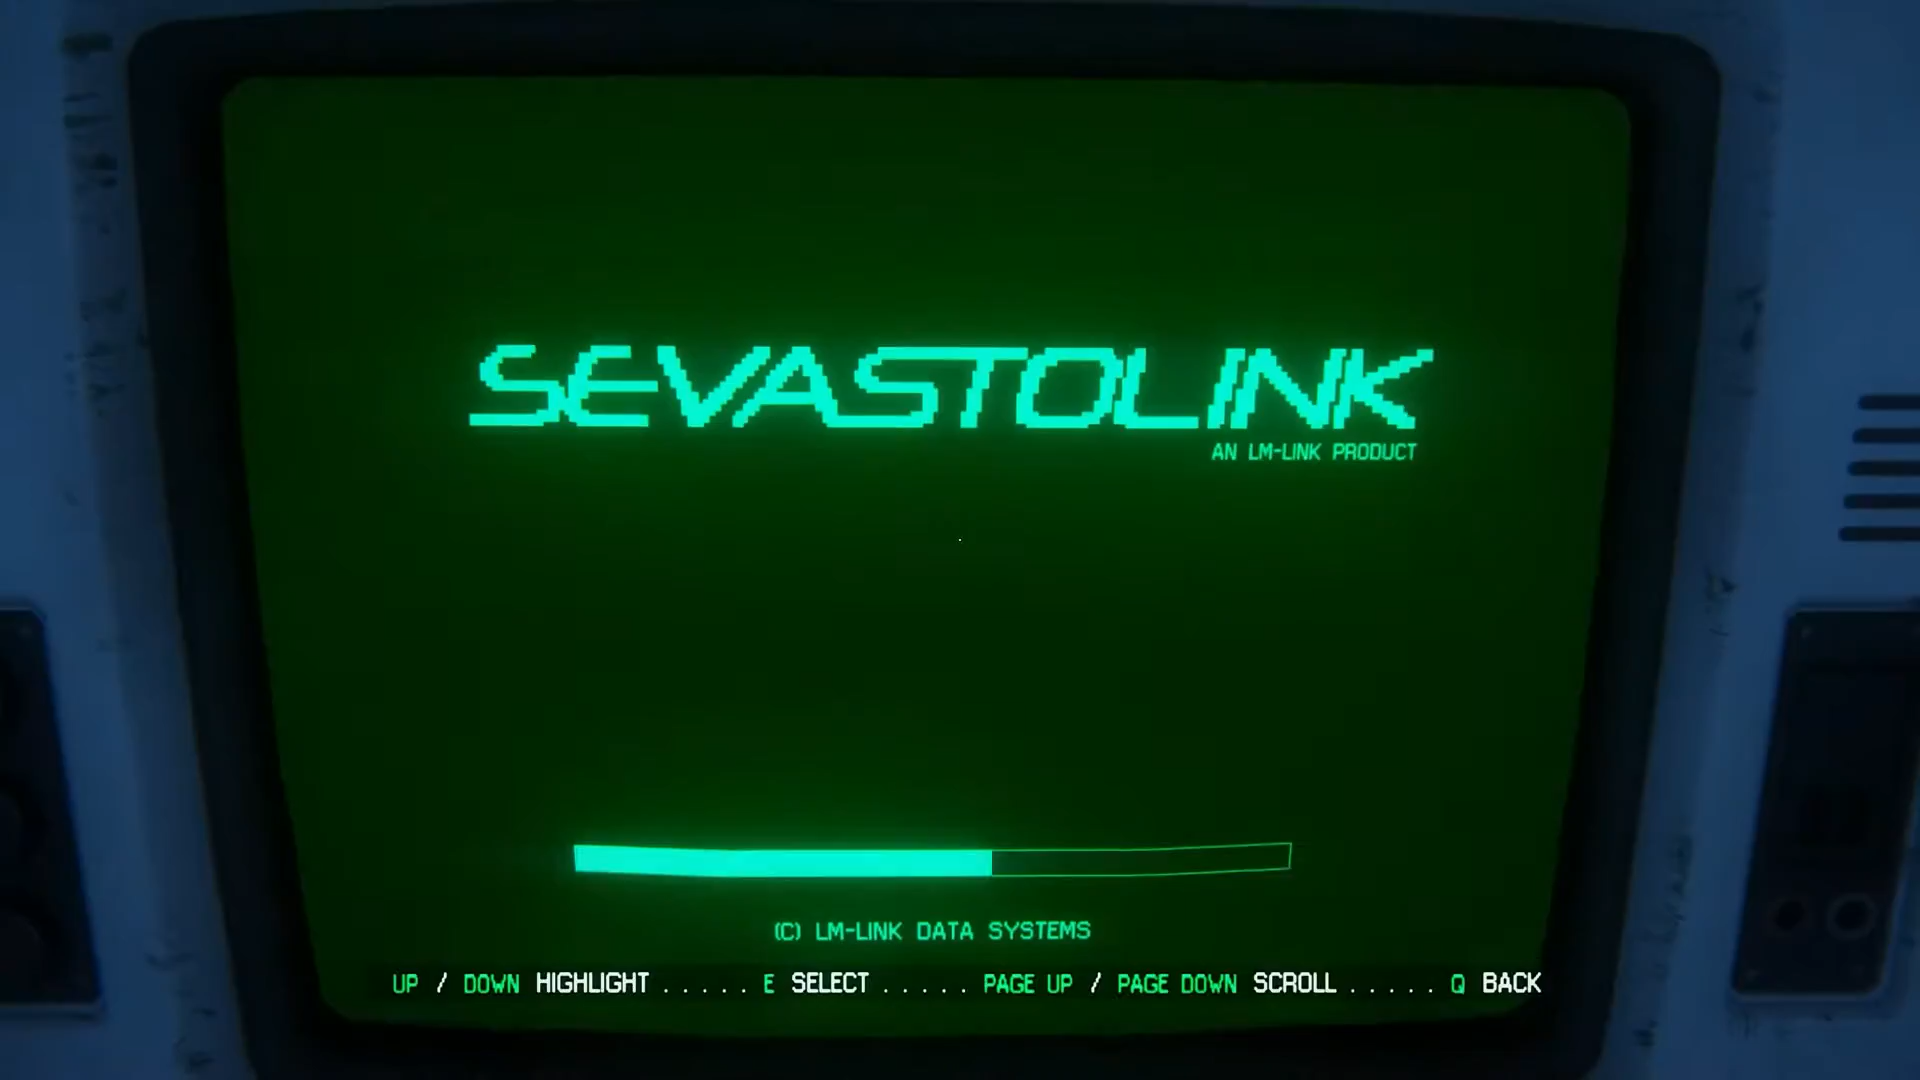 SEVASTOLINK
AN LM-LINK PRODUCT
(C) LM-LINK DATA SYSTEMS
UP / DOWN HIGHLIGHT ..... E SELECT ..... PAGE UP / PAGE DOWN SCROLL ..... Q BACK